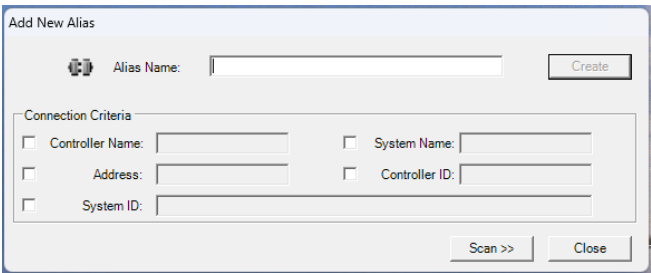 Add New Alias
Alias Name: Create
Connection Criteria
Controller Name: System Name:
Address: Controller ID:
System ID:
Scan >> Close